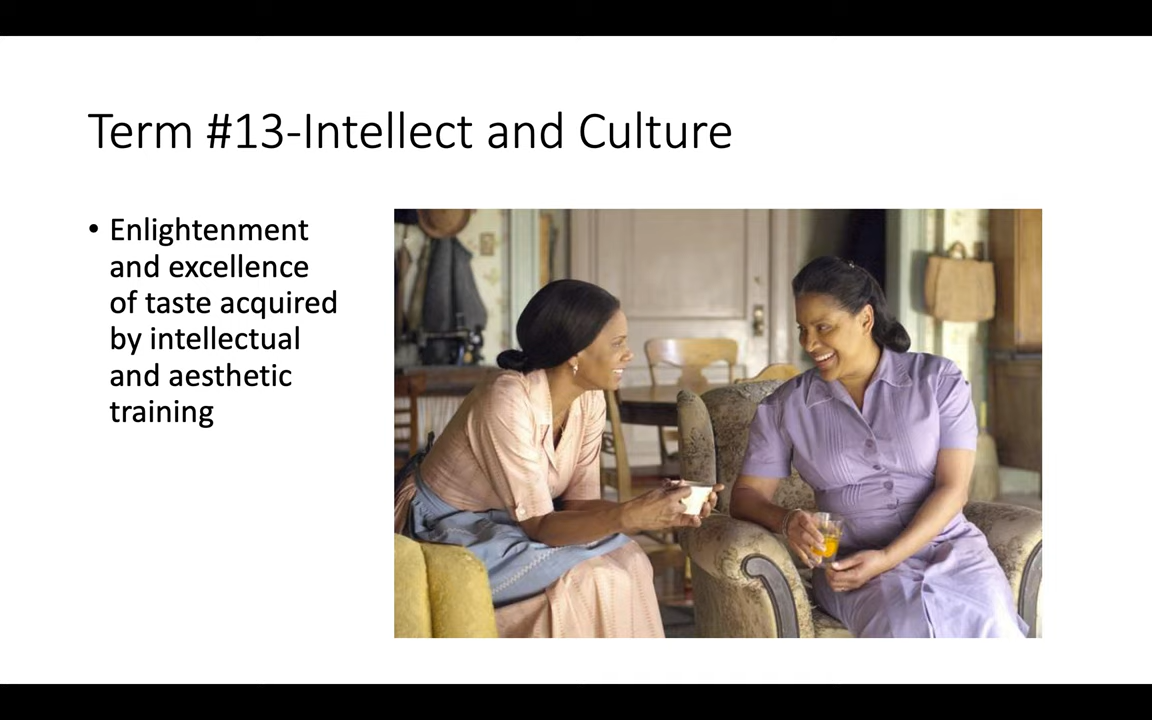 Term #13-Intellect and Culture
• Enlightenment
and excellence
of taste acquired
by intellectual
and aesthetic
training